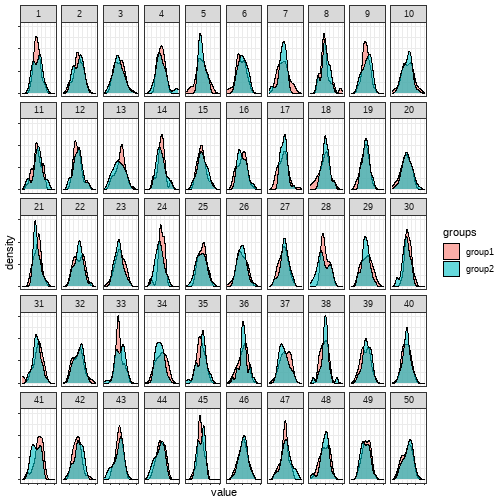 1 2 3 4 5 6 7 8 9 10
11 12 13 14 15 16 17 18 19 20
21 22 23 24 25 26 27 28 29 30
31 32 33 34 35 36 37 38 39 40
41 42 43 44 45 46 47 48 49 50
density
value
groups
group1
group2